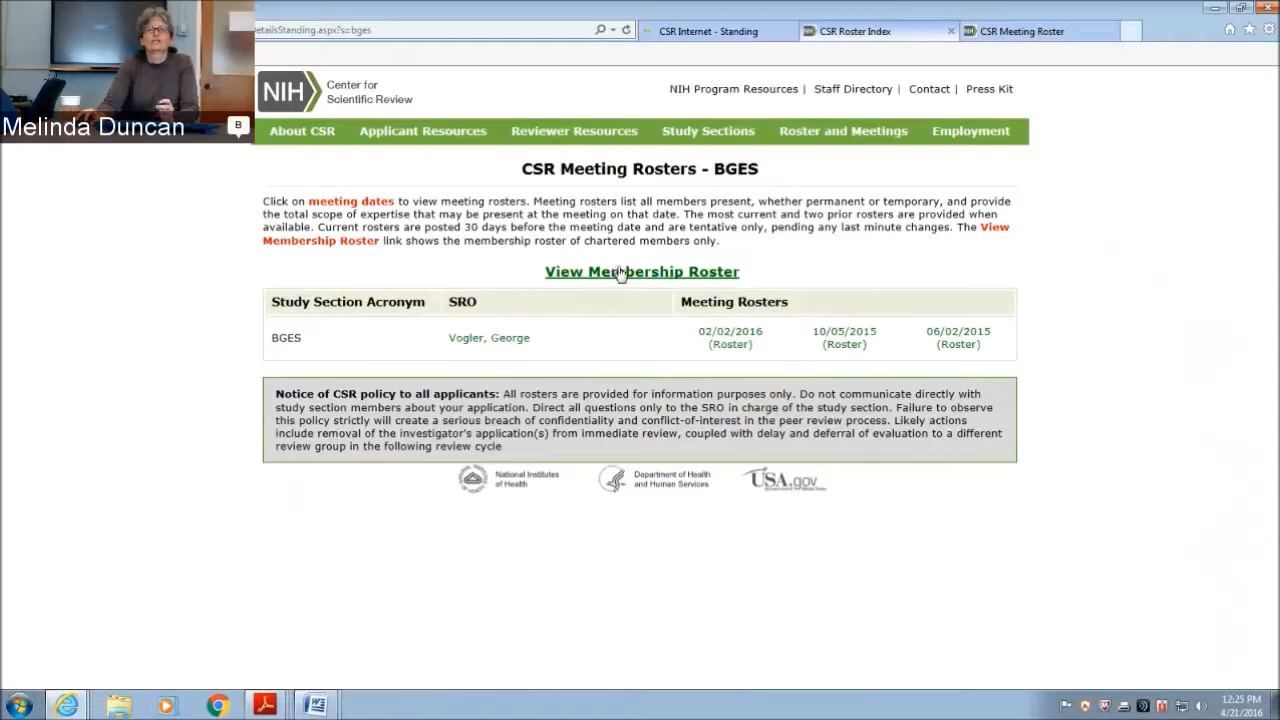 etailsStanding.aspx?s=bges
CSR Internet - Standing
CSR Roster Index
CSR Meeting Roster
Melinda Duncan
B
NIH
Center for
Scientific Review
NIH Program Resources | Staff Directory | Contact | Press Kit
About CSR Applicant Resources Reviewer Resources Study Sections Roster and Meetings Employment
CSR Meeting Rosters - BGES
Click on meeting dates to view meeting rosters. Meeting rosters list all members present, whether permanent or temporary, and provide
the total scope of expertise that may be present at the meeting on that date. The most current and two prior rosters are provided when
available. Current rosters are posted 30 days before the meeting date and are tentative only, pending any last minute changes. The View
Membership Roster link shows the membership roster of chartered members only.
View Membership Roster
Study Section Acronym SRO Meeting Rosters
BGES Vogler, George
02/02/2016 10/05/2015 06/02/2015
(Roster) (Roster) (Roster)
Notice of CSR policy to all applicants: All rosters are provided for information purposes only. Do not communicate directly with
study section members about your application. Direct all questions only to the SRO in charge of the study section. Failure to observe
this policy strictly will create a serious breach of confidentiality and conflict-of-interest in the peer review process. Likely actions
include removal of the investigator's application(s) from immediate review, coupled with delay and deferral of evaluation to a different
review group in the following review cycle
National Institutes
of Health
Department of Health
and Human Services
USA.gov
12:25 PM
4/21/2016